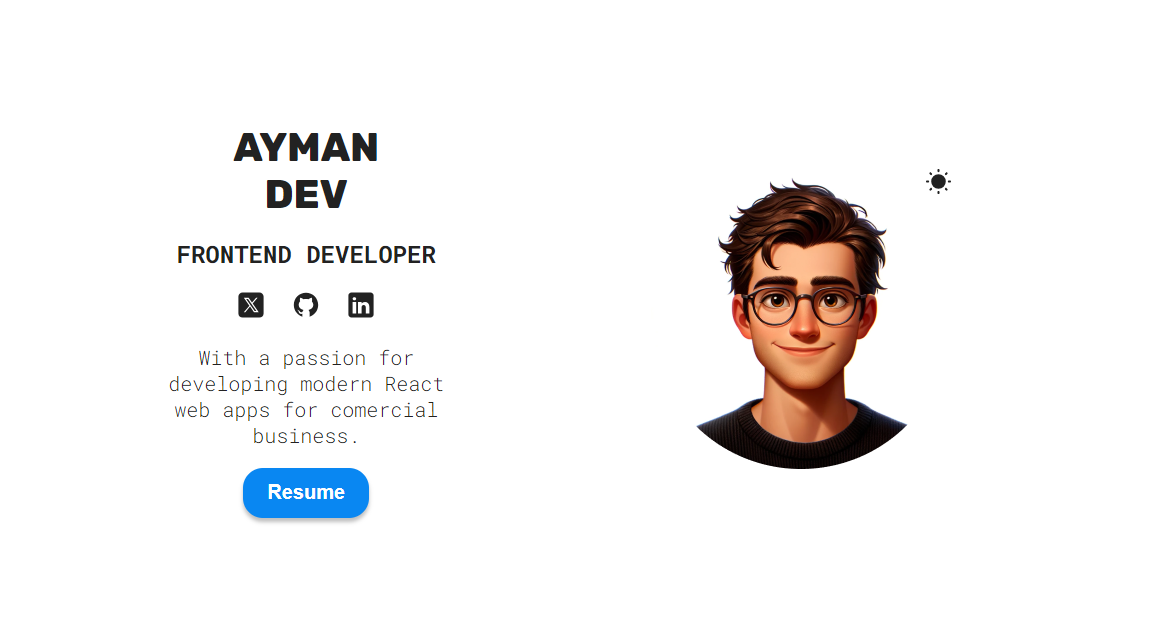 AYMAN
DEV
FRONTEND DEVELOPER
With a passion for
developing modern React
web apps for comercial
business.
Resume